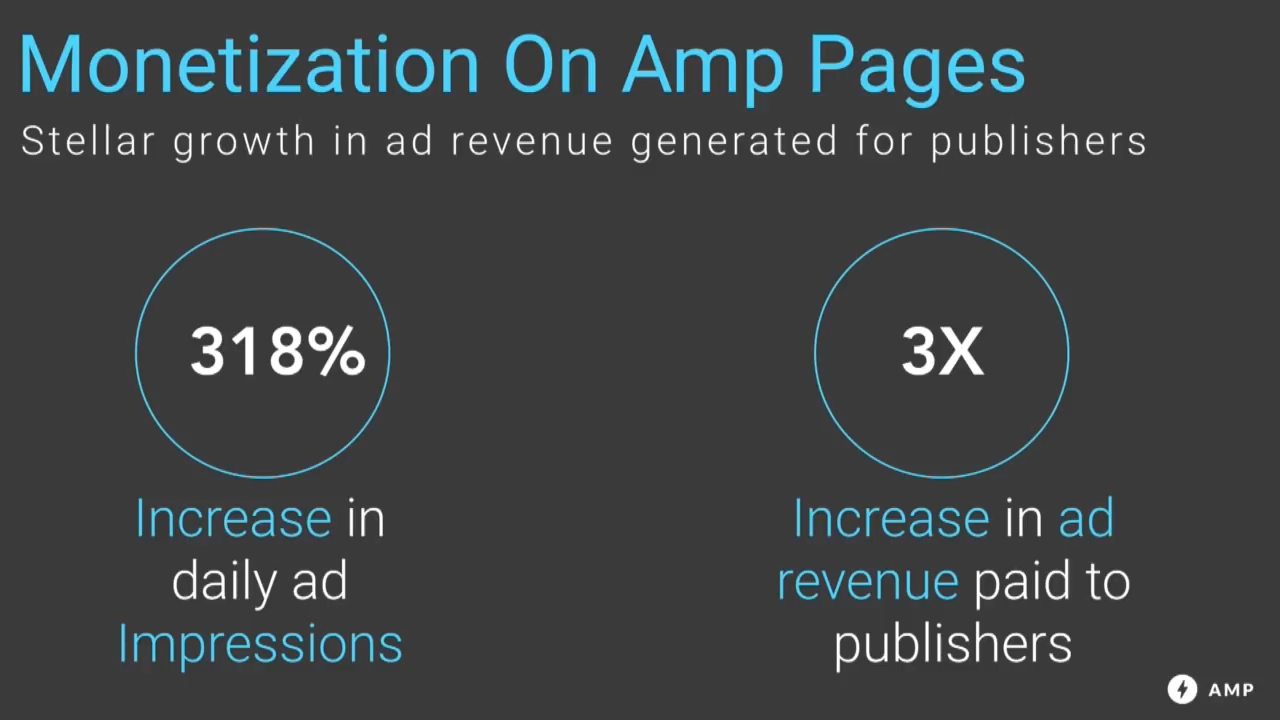 Monetization On Amp Pages
Stellar growth in ad revenue generated for publishers
318%
Increase in
daily ad
Impressions
3X
Increase in ad
revenue paid to
publishers
AMP